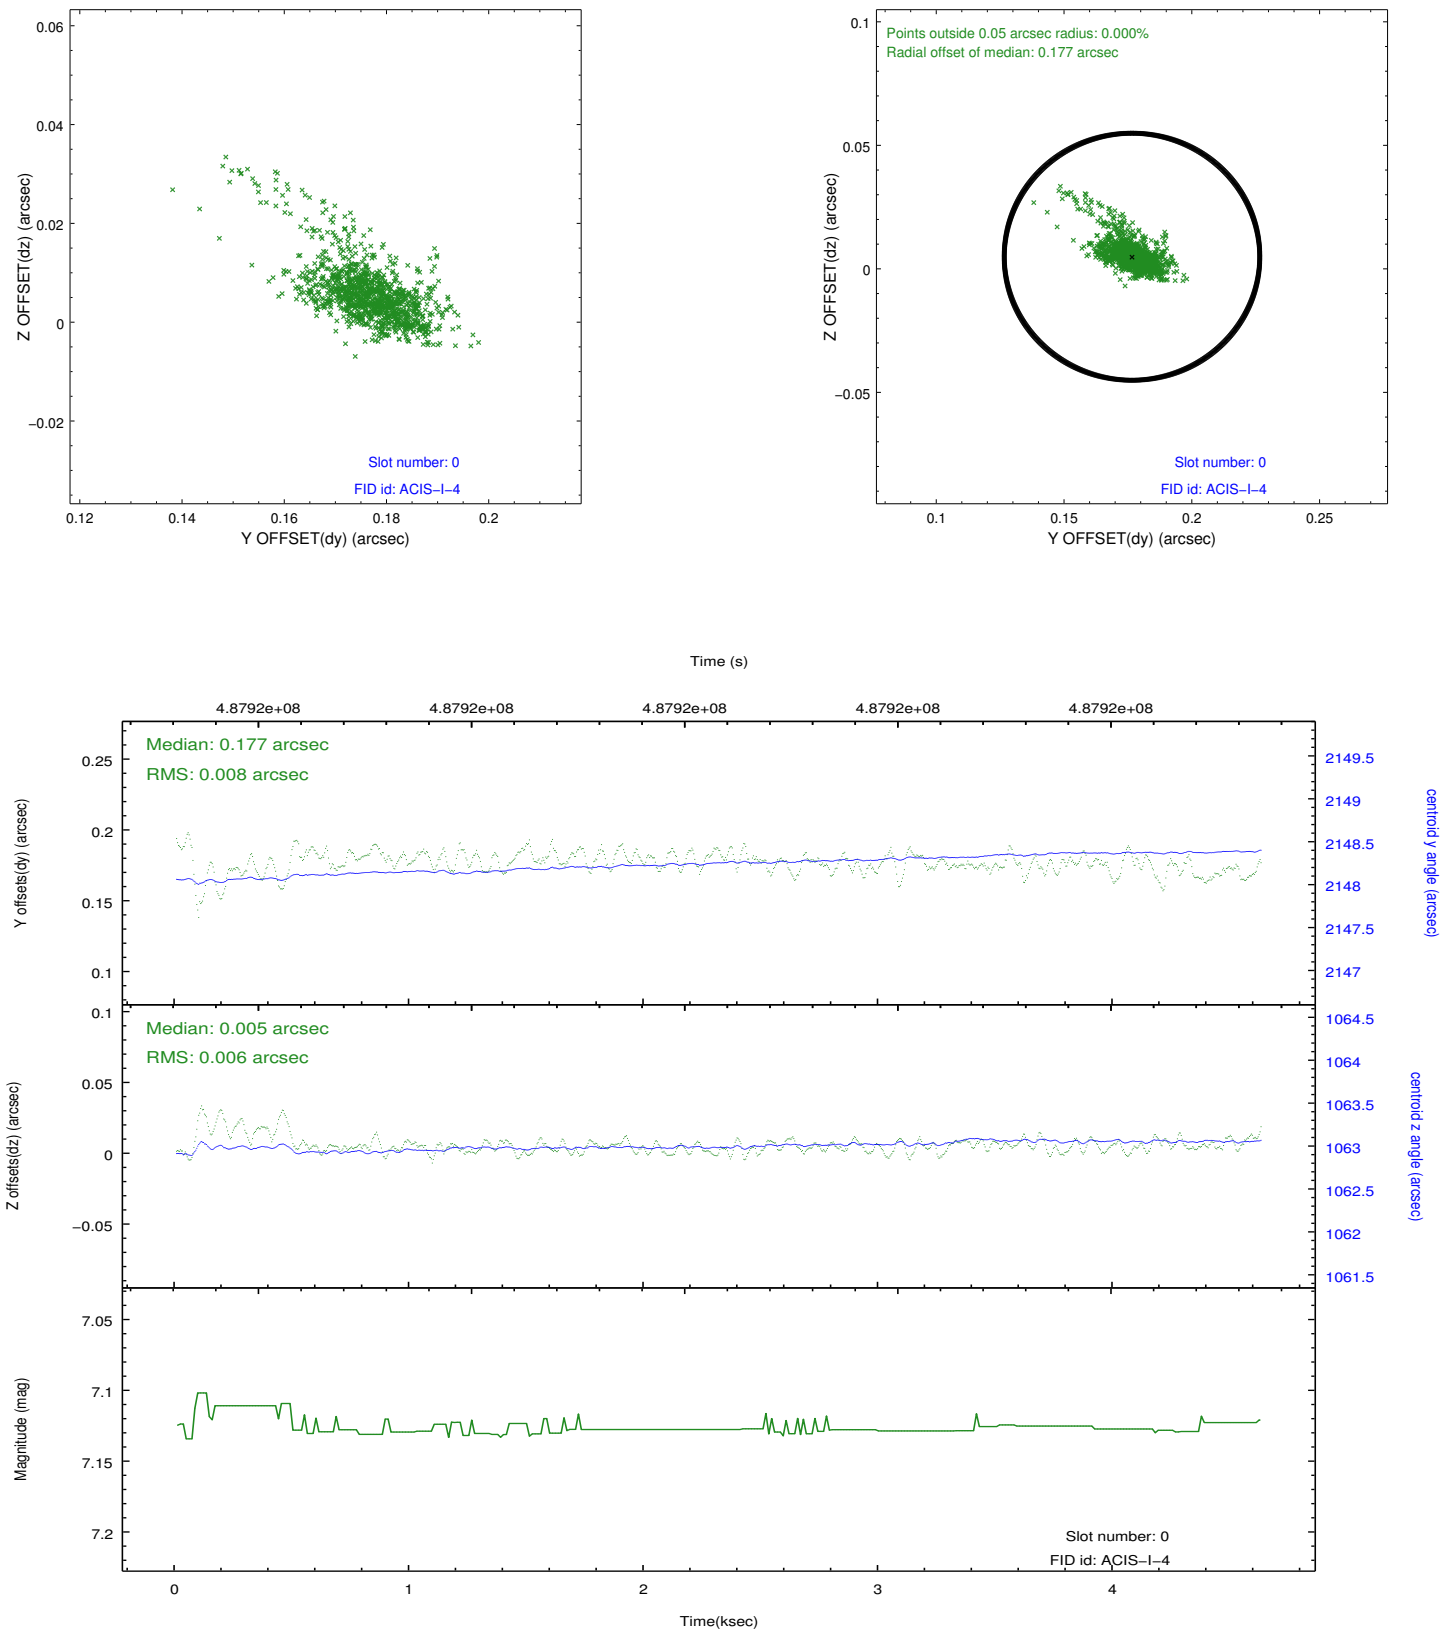 0.06
0.04
0.02
0
−0.02
Z OFFSET(dz) (arcsec)
Slot number: 0
FID id: ACIS−I−4
0.12 0.14 0.16 0.18 0.2
Y OFFSET(dy) (arcsec)
Points outside 0.05 arcsec radius: 0.000%
Radial offset of median: 0.177 arcsec
0.1
0.05
0
−0.05
Z OFFSET(dz) (arcsec)
Slot number: 0
FID id: ACIS−I−4
0.1 0.15 0.2 0.25
Y OFFSET(dy) (arcsec)
Time (s)
4.8792e+08 4.8792e+08 4.8792e+08 4.8792e+08 4.8792e+08
Median: 0.177 arcsec
RMS: 0.008 arcsec
0.25
0.2
0.15
0.1
Y offsets(dy) (arcsec)
2149.5
2149
2148.5
2148
2147.5
2147
centroid y angle (arcsec)
Median: 0.005 arcsec
RMS: 0.006 arcsec
0.1
0.05
0
−0.05
Z offsets(dz) (arcsec)
1064.5
1064
1063.5
1063
1062.5
1062
1061.5
centroid z angle (arcsec)
7.05
7.1
7.15
7.2
Magnitude (mag)
Slot number: 0
FID id: ACIS−I−4
0 1 2 3 4
Time(ksec)